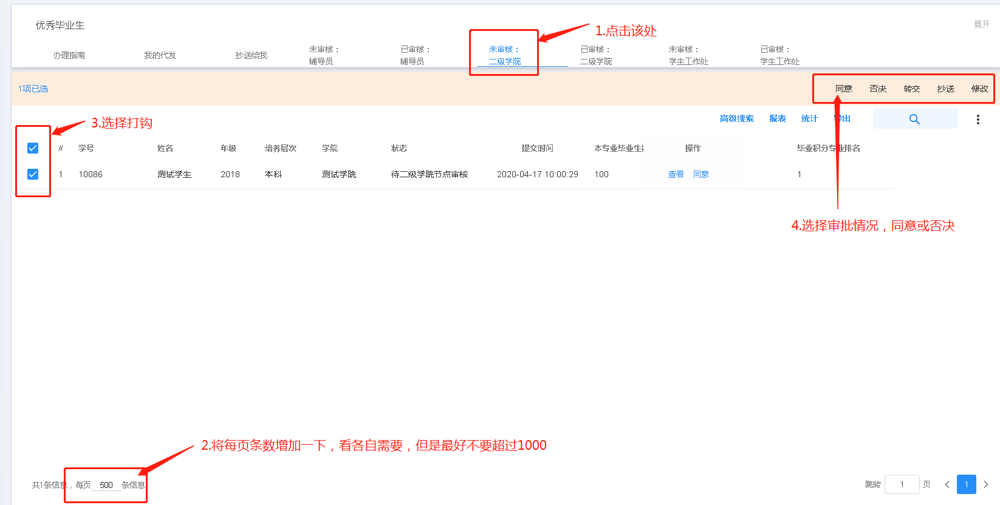 优秀毕业生
展开
1.点击该处
办理指南 我的代发 抄送给我 未审核： 辅导员 已审核： 辅导员 未审核： 二级学院 已审核： 二级学院 未审核： 学生工作处 已审核： 学生工作处
1项已选 同意 否决 转交 抄送 修改
高级搜索 报表 统计 导出
3.选择打钩
# 学号 姓名 年级 培养层次 学院 状态 提交时间 本专业毕业生 操作 毕业积分专业排名
1 10086 测试学生 2018 本科 测试学院 待二级学院节点审核 2020-04-17 10:00:29 100 查看 同意 1
4.选择审批情况，同意或否决
2.将每页条数增加一下，看各自需要，但是最好不要超过1000
共1条信息，每页 500 条信息 跳转 1 页 1